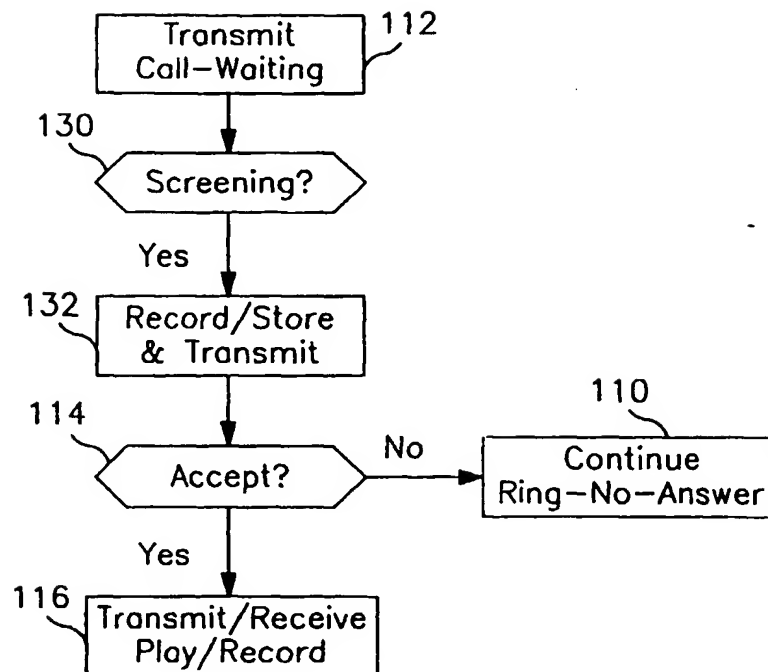 Transmit
Call-Waiting
112
130
Screening?
Yes
132
Record/Store
& Transmit
114
Accept?
No
110
Continue
Ring-No-Answer
Yes
116
Transmit/Receive
Play/Record